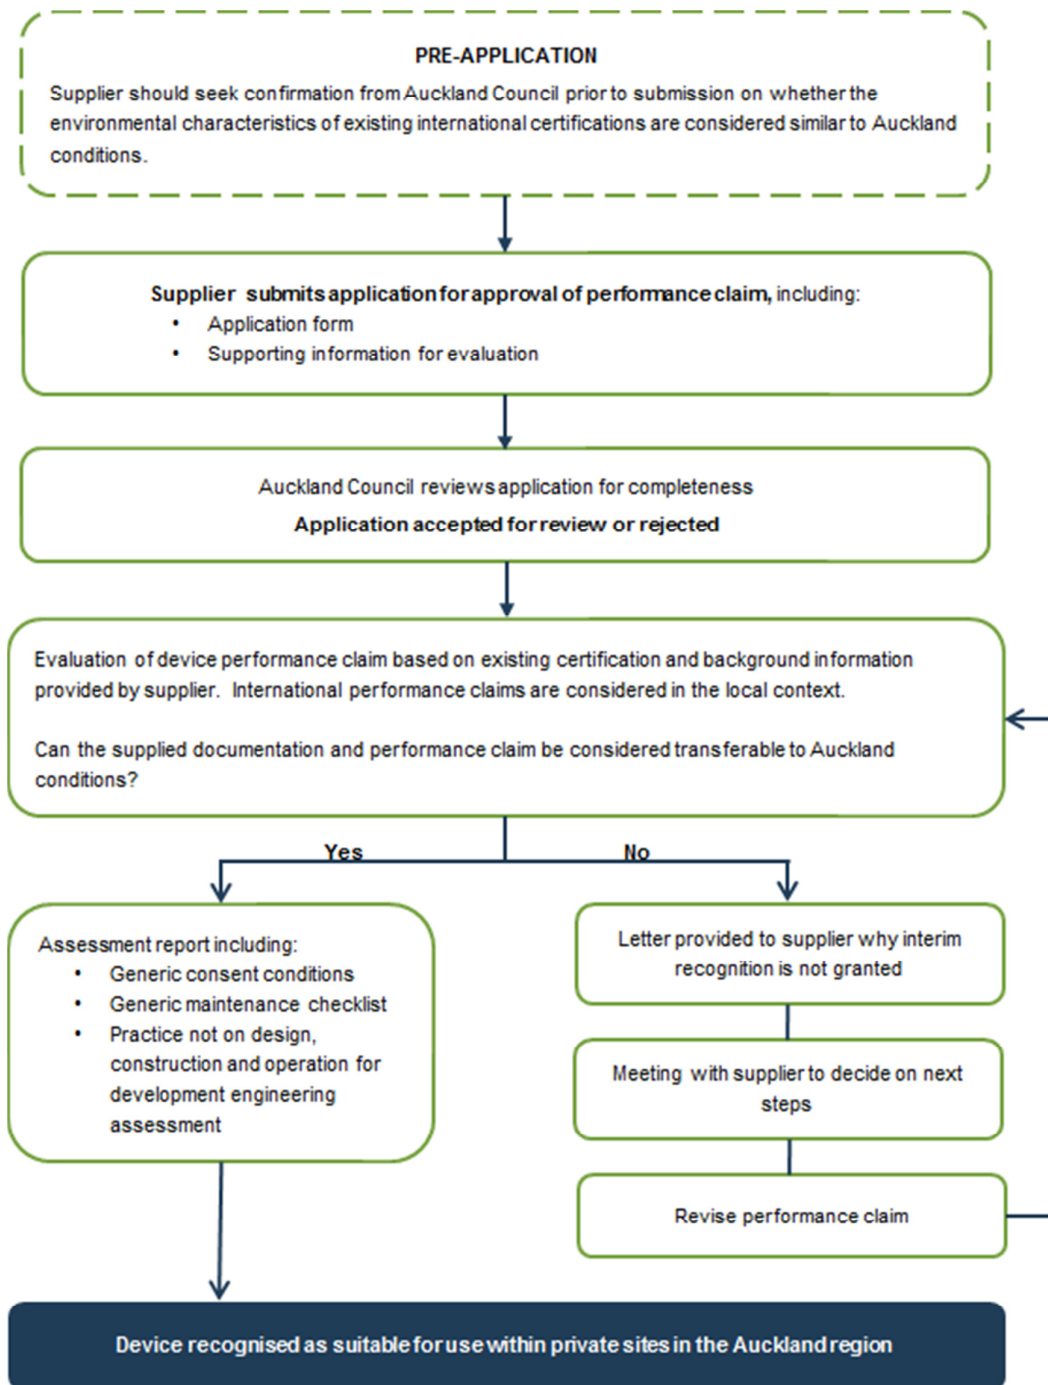 PRE-APPLICATION
Supplier should seek confirmation from Auckland Council prior to submission on whether the
environmental characteristics of existing international certifications are considered similar to Auckland
conditions.
Supplier submits application for approval of performance claim, including:
• Application form
• Supporting information for evaluation
Auckland Council reviews application for completeness
Application accepted for review or rejected
Evaluation of device performance claim based on existing certification and background information
provided by supplier. International performance claims are considered in the local context.
Can the supplied documentation and performance claim be considered transferable to Auckland
conditions?
Yes
No
Assessment report including:
• Generic consent conditions
• Generic maintenance checklist
• Practice not on design,
construction and operation for
development engineering
assessment
Letter provided to supplier why interim
recognition is not granted
Meeting with supplier to decide on next
steps
Revise performance claim
Device recognised as suitable for use within private sites in the Auckland region